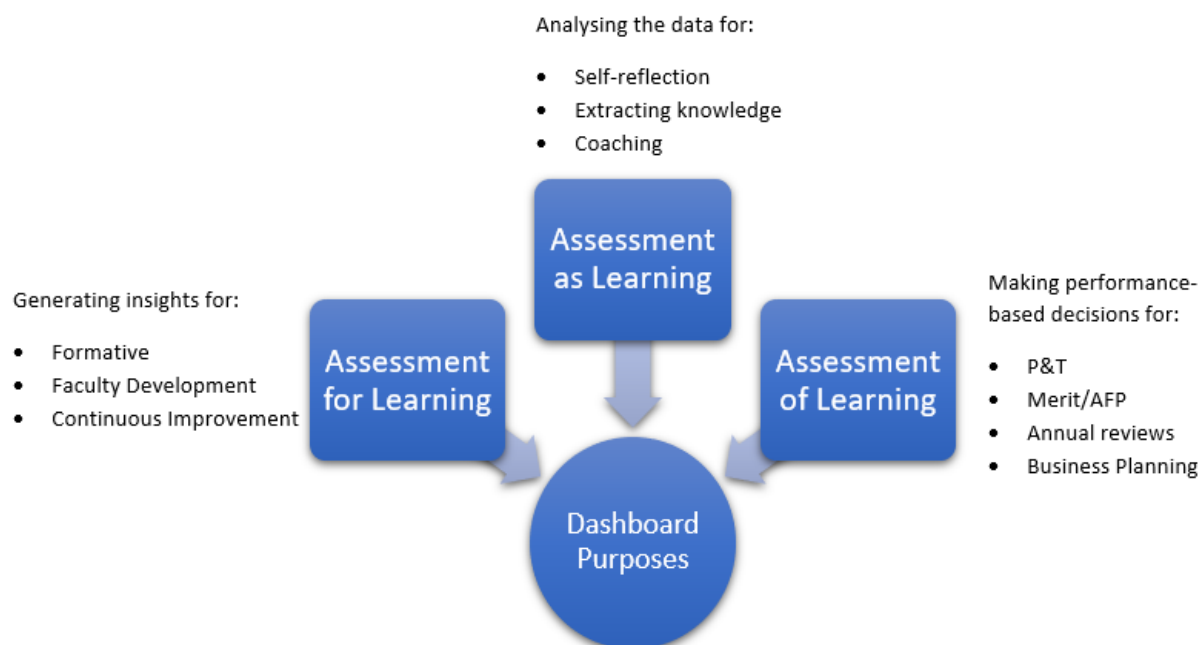 Analysing the data for:
• Self-reflection
• Extracting knowledge
• Coaching
Assessment
as Learning
Generating insights for:
• Formative
• Faculty Development
• Continuous Improvement
Assessment
for Learning
Making performance-
based decisions for:
• P&T
• Merit/AFP
• Annual reviews
• Business Planning
Assessment
of Learning
Dashboard
Purposes